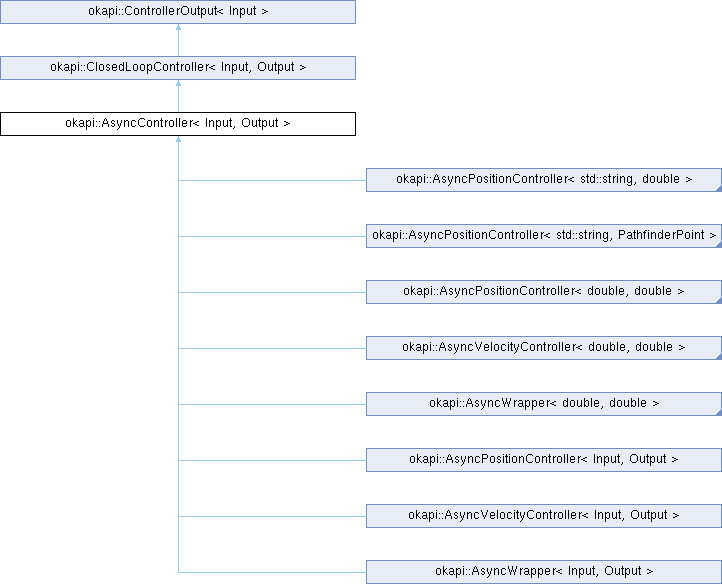 okapi::ControllerOutput< Input >
okapi::ClosedLoopController< Input, Output >
okapi::AsyncController< Input, Output >
okapi::AsyncPositionController< std::string, double >
okapi::AsyncPositionController< std::string, PathfinderPoint >
okapi::AsyncPositionController< double, double >
okapi::AsyncVelocityController< double, double >
okapi::AsyncWrapper< double, double >
okapi::AsyncPositionController< Input, Output >
okapi::AsyncVelocityController< Input, Output >
okapi::AsyncWrapper< Input, Output >